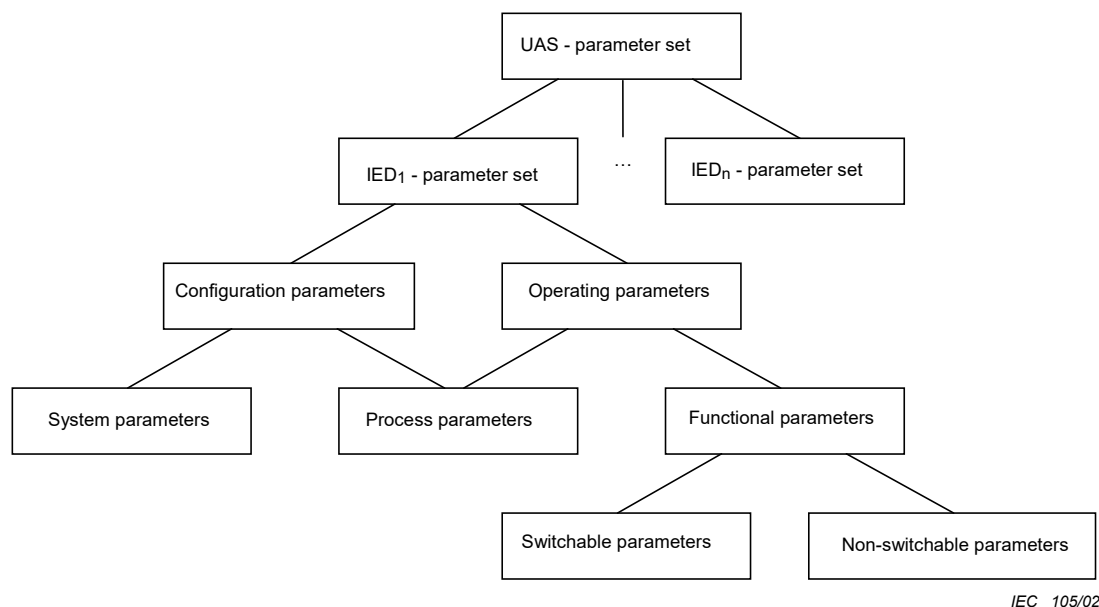 UAS - parameter set
IED1 - parameter set
...
IEDn - parameter set
Configuration parameters
Operating parameters
System parameters
Process parameters
Functional parameters
Switchable parameters
Non-switchable parameters
IEC 105/02